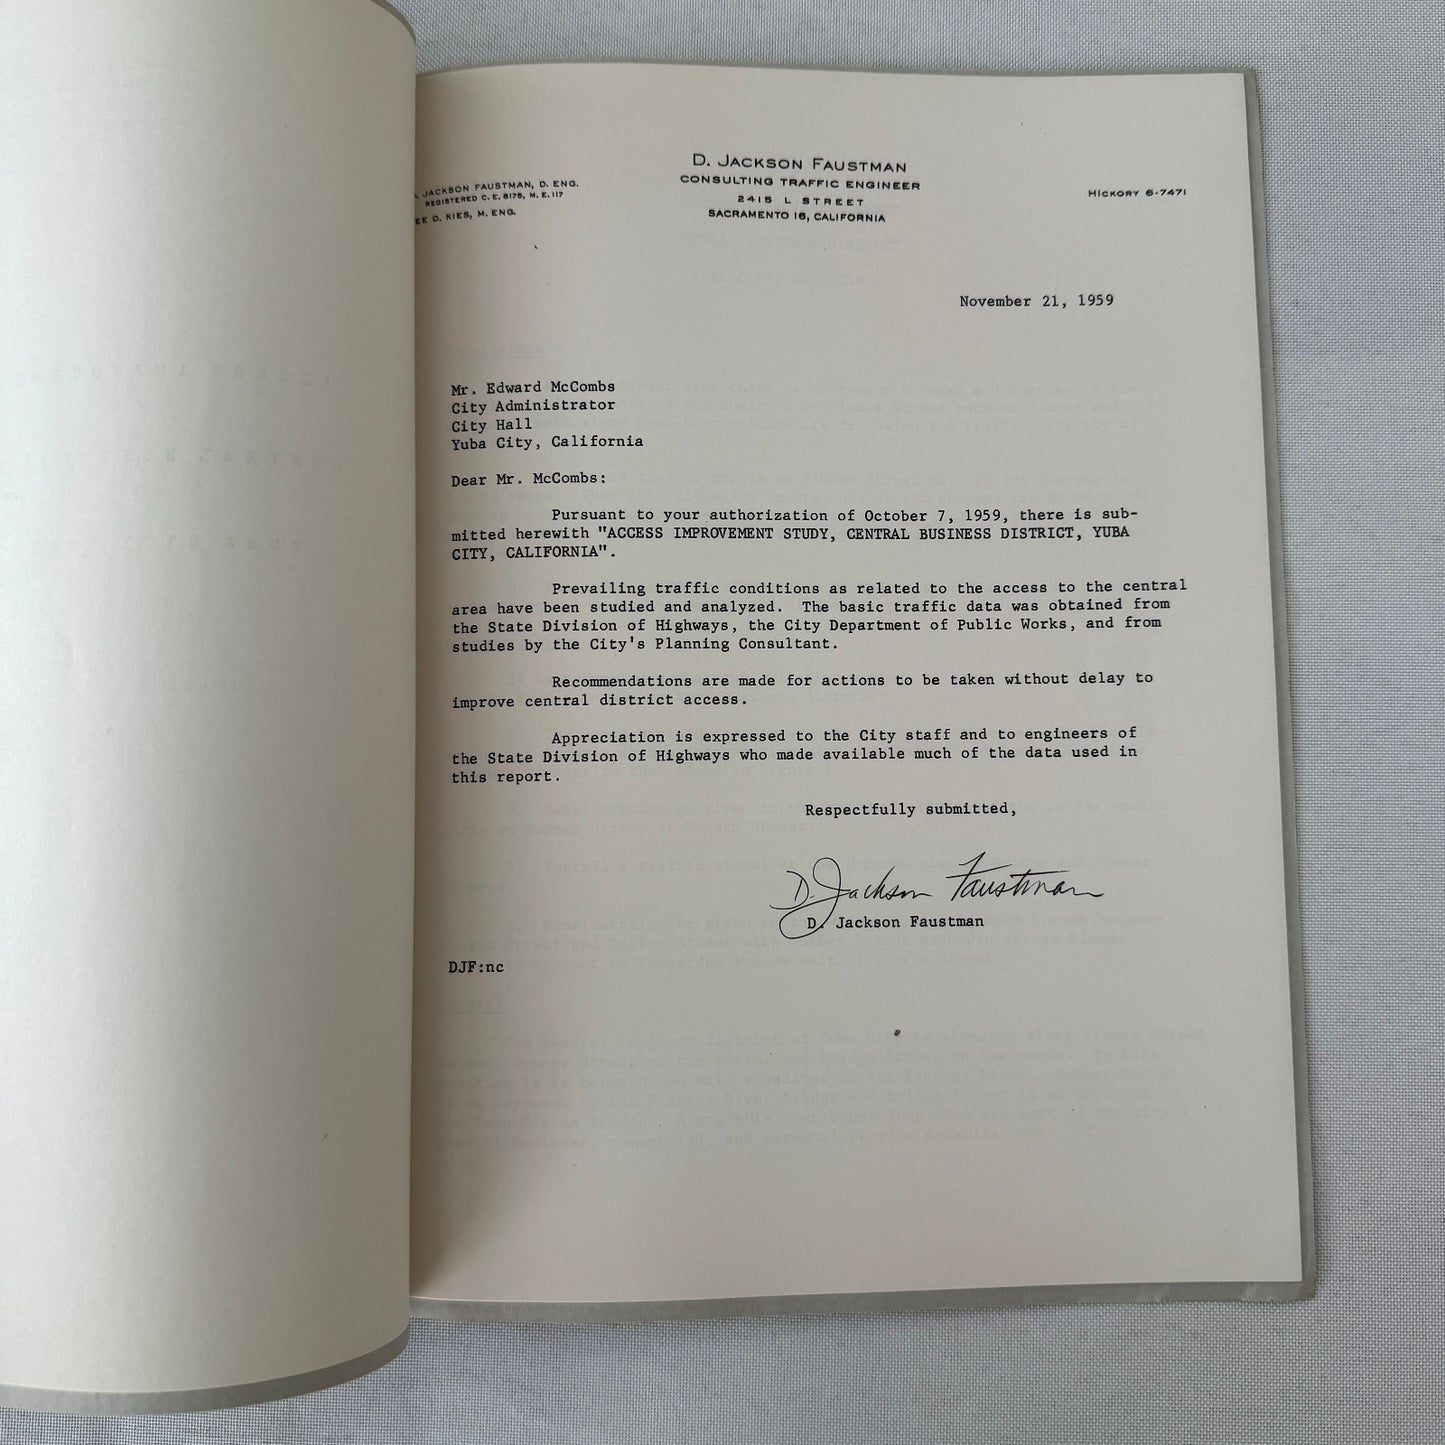 JACKSON FAUSTMAN, D. ENG.
REGISTERED C. E. 6175, M. E. 117
D. KIES, M. ENG.
D. JACKSON FAUSTMAN
CONSULTING TRAFFIC ENGINEER
2415 L STREET
SACRAMENTO 16, CALIFORNIA
HICKORY 6-7471
November 21, 1959
Mr. Edward McCombs
City Administrator
City Hall
Yuba City, California
Dear Mr. McCombs:
Pursuant to your authorization of October 7, 1959, there is sub-
mitted herewith "ACCESS IMPROVEMENT STUDY, CENTRAL BUSINESS DISTRICT, YUBA
CITY, CALIFORNIA".
Prevailing traffic conditions as related to the access to the central
area have been studied and analyzed. The basic traffic data was obtained from
the State Division of Highways, the City Department of Public Works, and from
studies by the City's Planning Consultant.
Recommendations are made for actions to be taken without delay to
improve central district access.
Appreciation is expressed to the City staff and to engineers of
the State Division of Highways who made available much of the data used in
this report.
Respectfully submitted,
D. Jackson Faustman
D. Jackson Faustman
DJF:nc